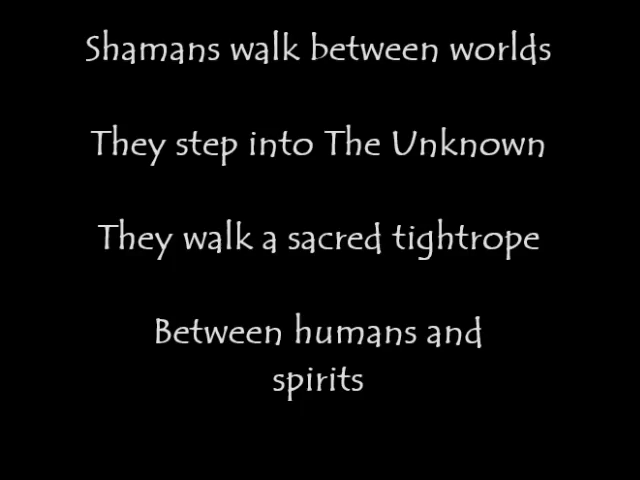 Shamans walk between worlds
They step into The Unknown
They walk a sacred tightrope
Between humans and
spirits